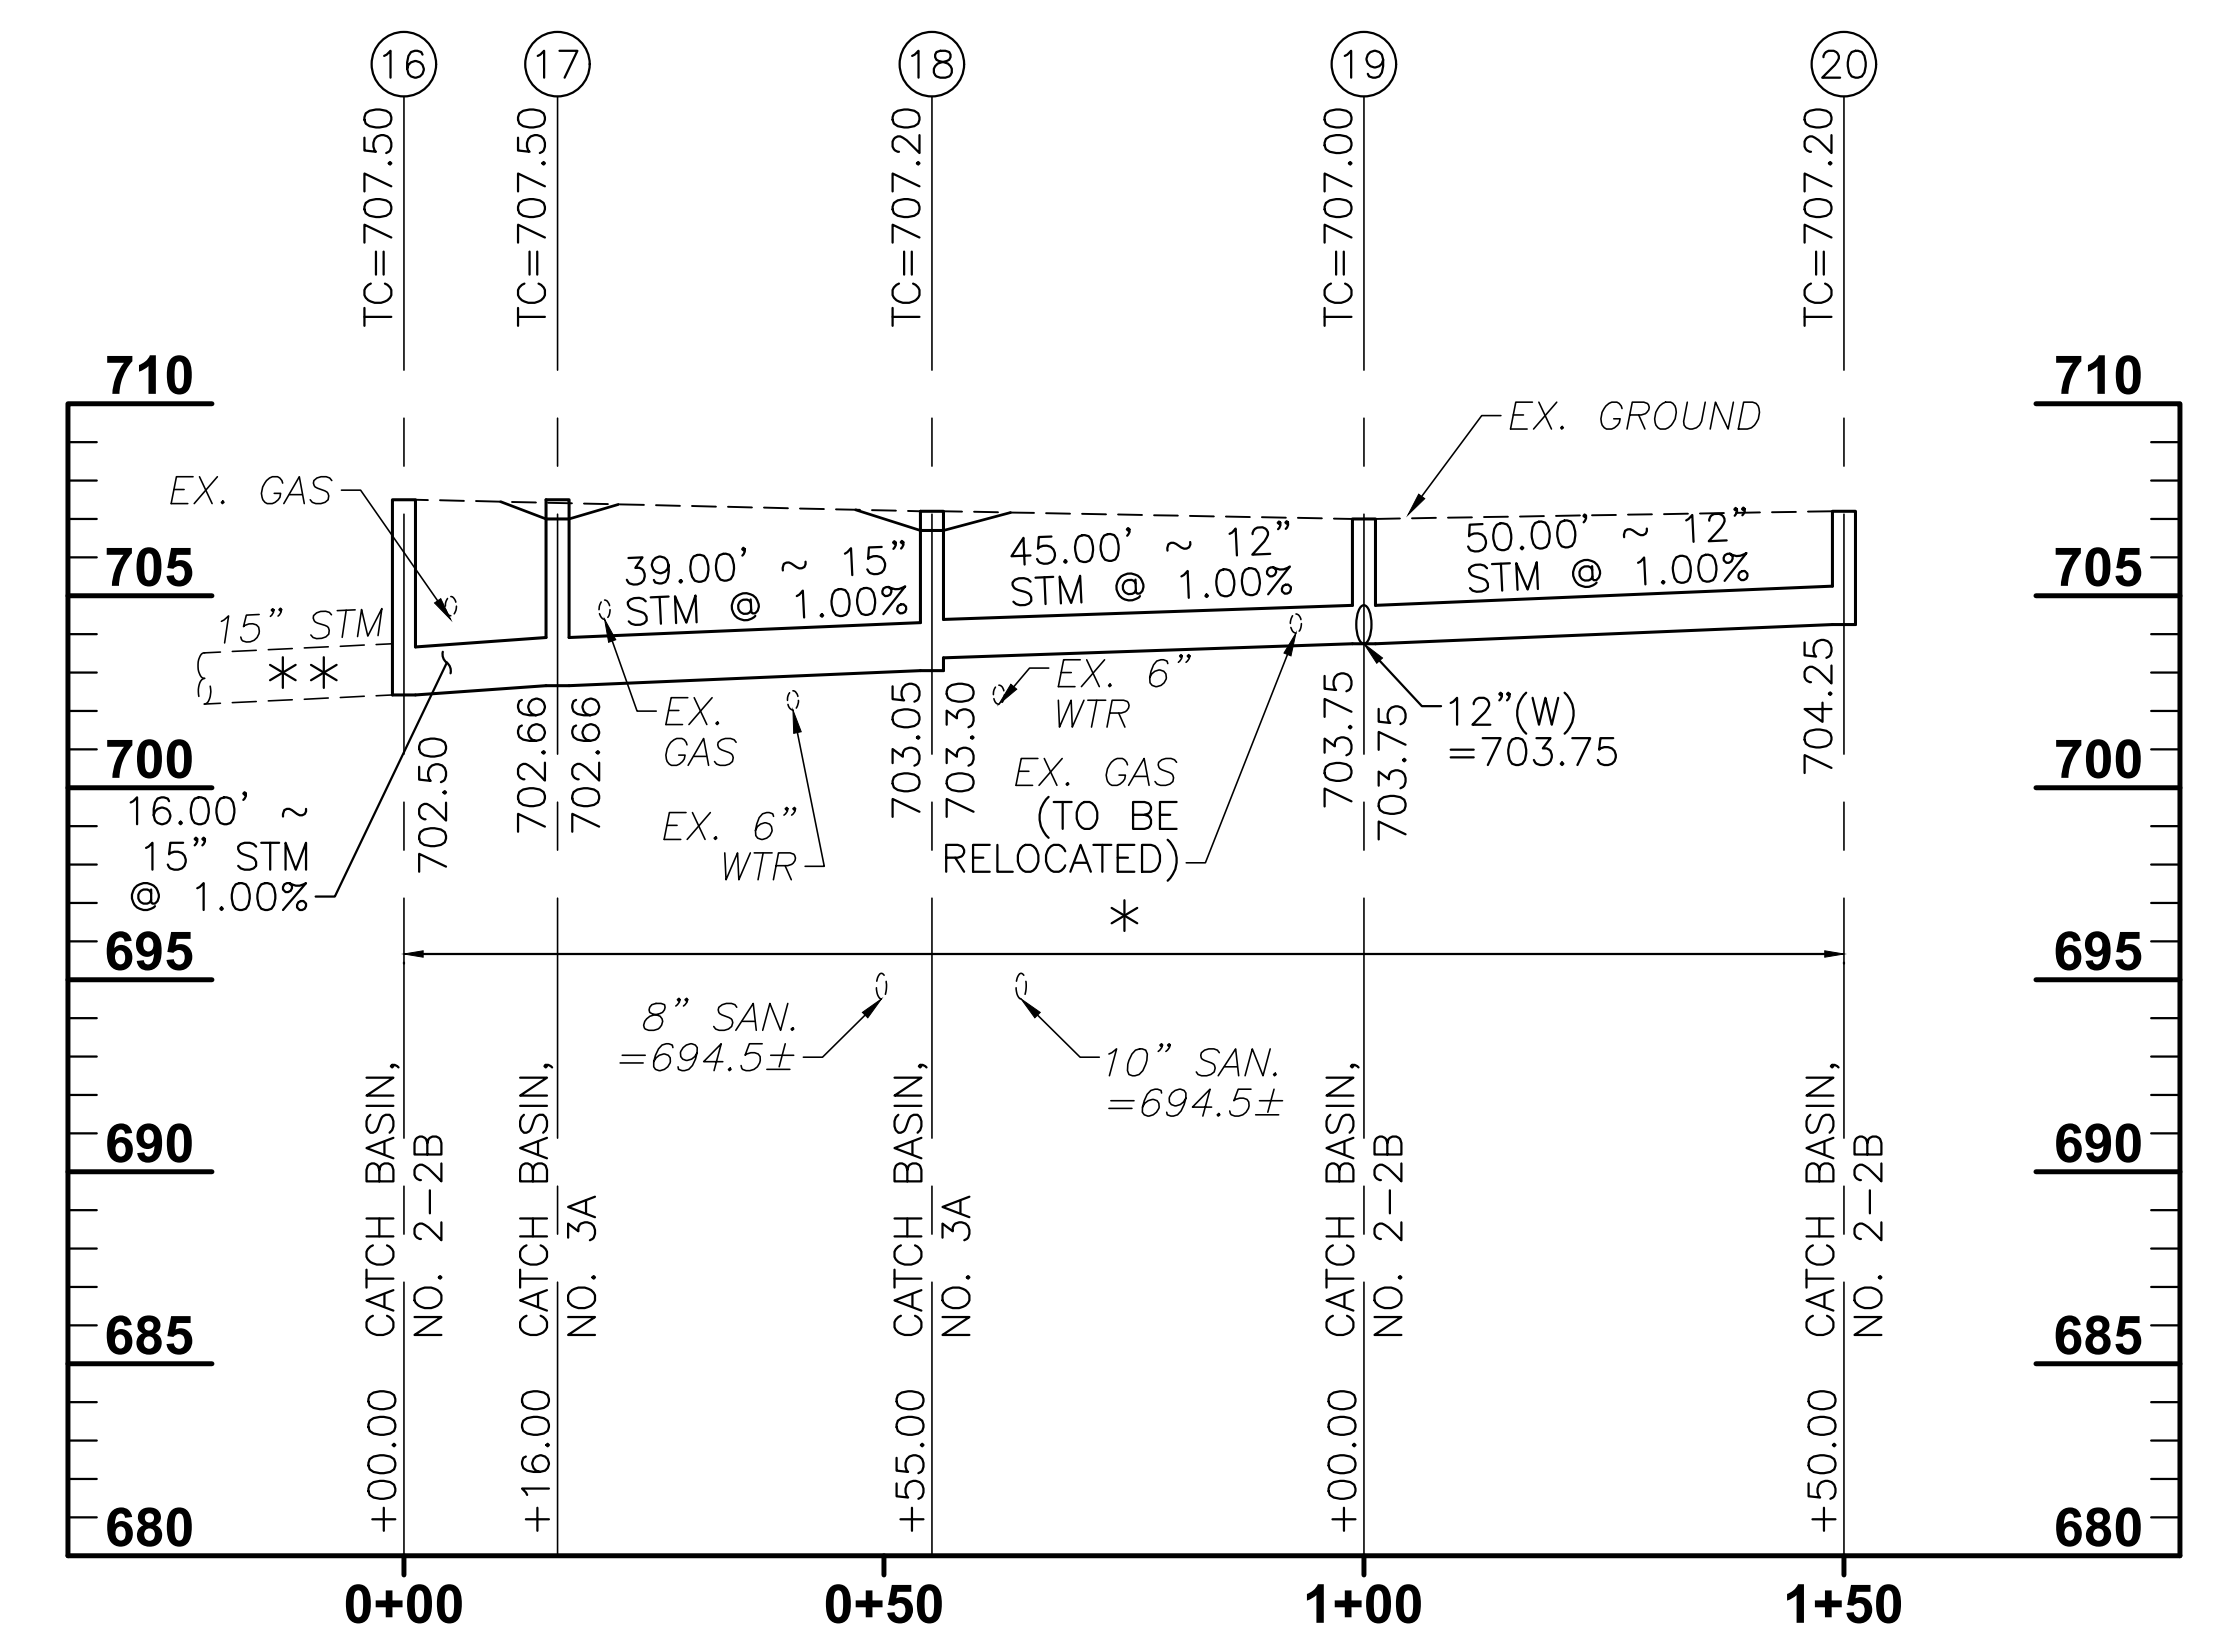 16
17
18
19
20
TC=707.50
TC=707.50
TC=707.20
TC=707.00
TC=707.20
710
710
EX. GROUND
EX. GAS
39.00' ~ 15"
STM @ 1.00%
45.00' ~ 12"
STM @ 1.00%
50.00' ~ 12"
STM @ 1.00%
705
705
15" STM
**
EX.
GAS
EX. 6"
WTR
12"(W)
=703.75
702.50
702.66
702.66
703.05
703.30
703.75
703.75
704.25
700
700
16.00' ~
15" STM
@ 1.00%
EX. 6"
WTR
EX. GAS
(TO BE
RELOCATED)
*
695
695
8" SAN.
=694.5±
10" SAN.
=694.5±
690
690
685
685
680
680
+00.00 CATCH BASIN,
NO. 2-2B
+16.00 CATCH BASIN,
NO. 3A
+55.00 CATCH BASIN,
NO. 3A
+00.00 CATCH BASIN,
NO. 2-2B
+50.00 CATCH BASIN,
NO. 2-2B
0+00
0+50
1+00
1+50